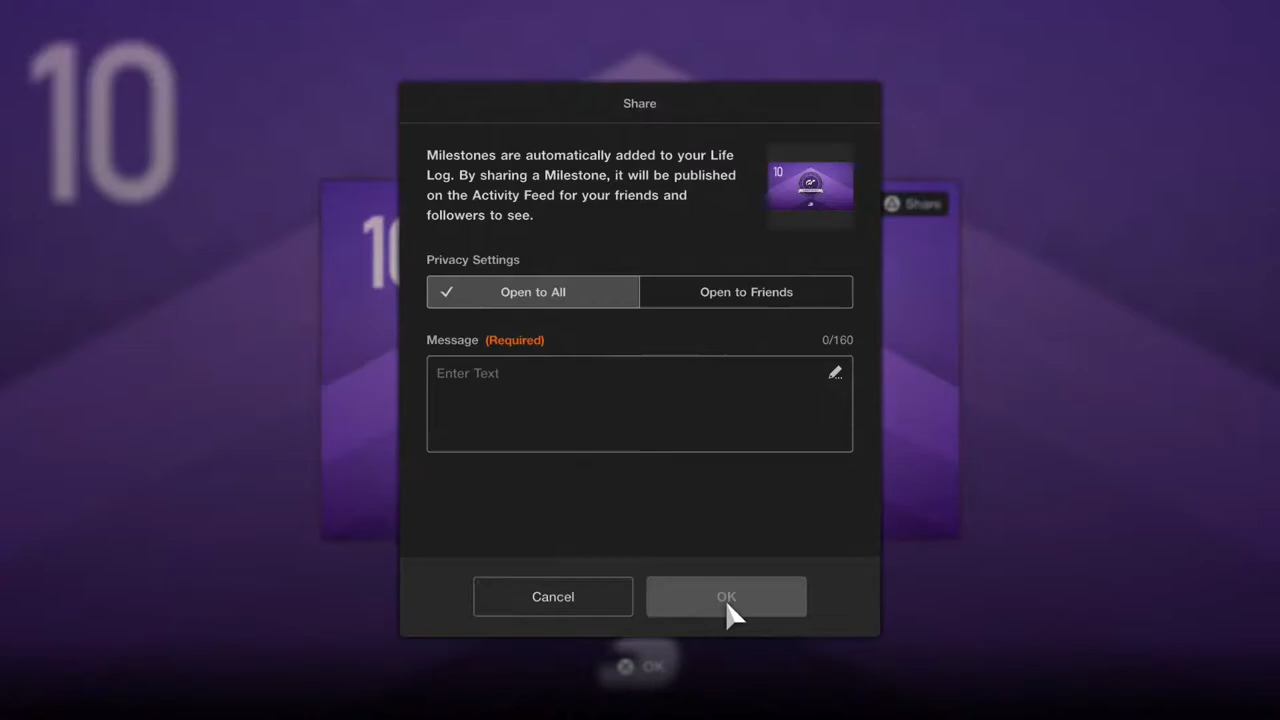 10
Share
Milestones are automatically added to your Life
Log. By sharing a Milestone, it will be published
on the Activity Feed for your friends and
followers to see.
10
Share
10
Privacy Settings
Open to All
Open to Friends
Message (Required)
0/160
Enter Text
Cancel
OK
OK